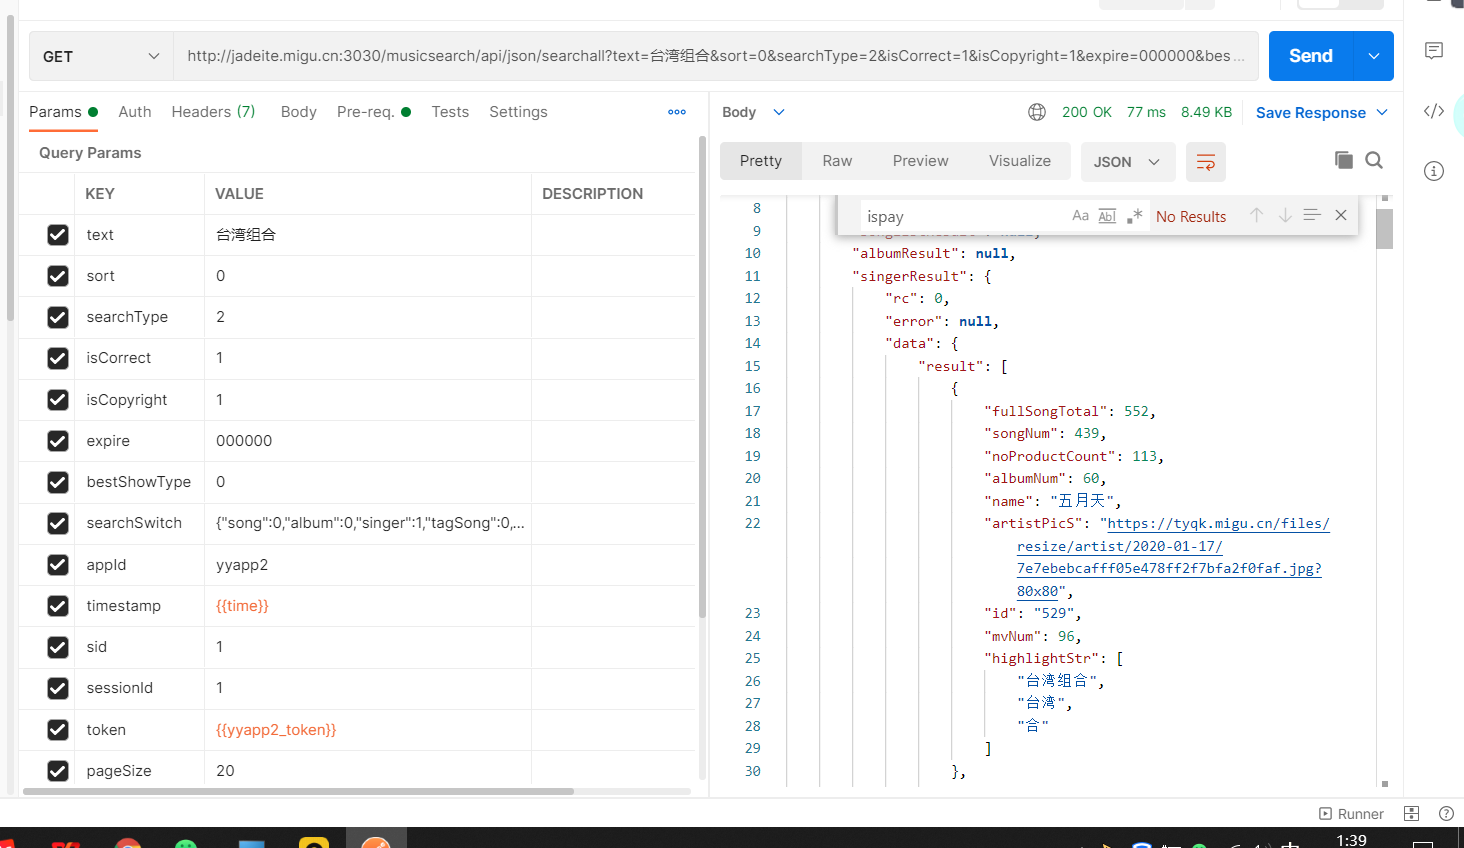 GET
http://jadeite.migu.cn:3030/musicsearch/api/json/searchall?text=台湾组合&sort=0&searchType=2&isCorrect=1&isCopyright=1&expire=000000&bes ...
Send
Params
Auth
Headers (7)
Body
Pre-req.
Tests
Settings
Query Params
KEY VALUE DESCRIPTION
text 台湾组合
sort 0
searchType 2
isCorrect 1
isCopyright 1
expire 000000
bestShowType 0
searchSwitch {"song":0,"album":0,"singer":1,"tagSong":0,...
appId yyapp2
timestamp {{time}}
sid 1
sessionId 1
token {{yyapp2_token}}
pageSize 20
Body
200 OK 77 ms 8.49 KB
Save Response
Pretty
Raw
Preview
Visualize
JSON
ispay
Aa
Abl
.*
No Results
8
9
10 "albumResult": null,
11 "singerResult": {
12 "rc": 0,
13 "error": null,
14 "data": {
15 "result": [
16 {
17 "fullSongTotal": 552,
18 "songNum": 439,
19 "noProductCount": 113,
20 "albumNum": 60,
21 "name": "五月天",
22 "artistPicS": "https://tyqk.migu.cn/files/
resize/artist/2020-01-17/
7e7ebebcafff05e478ff2f7bfa2f0faf.jpg?
80x80",
23 "id": "529",
24 "mvNum": 96,
25 "highlightStr": [
26 "台湾组合",
27 "台湾",
28 "合"
29 ]
30 },
Runner
1:39